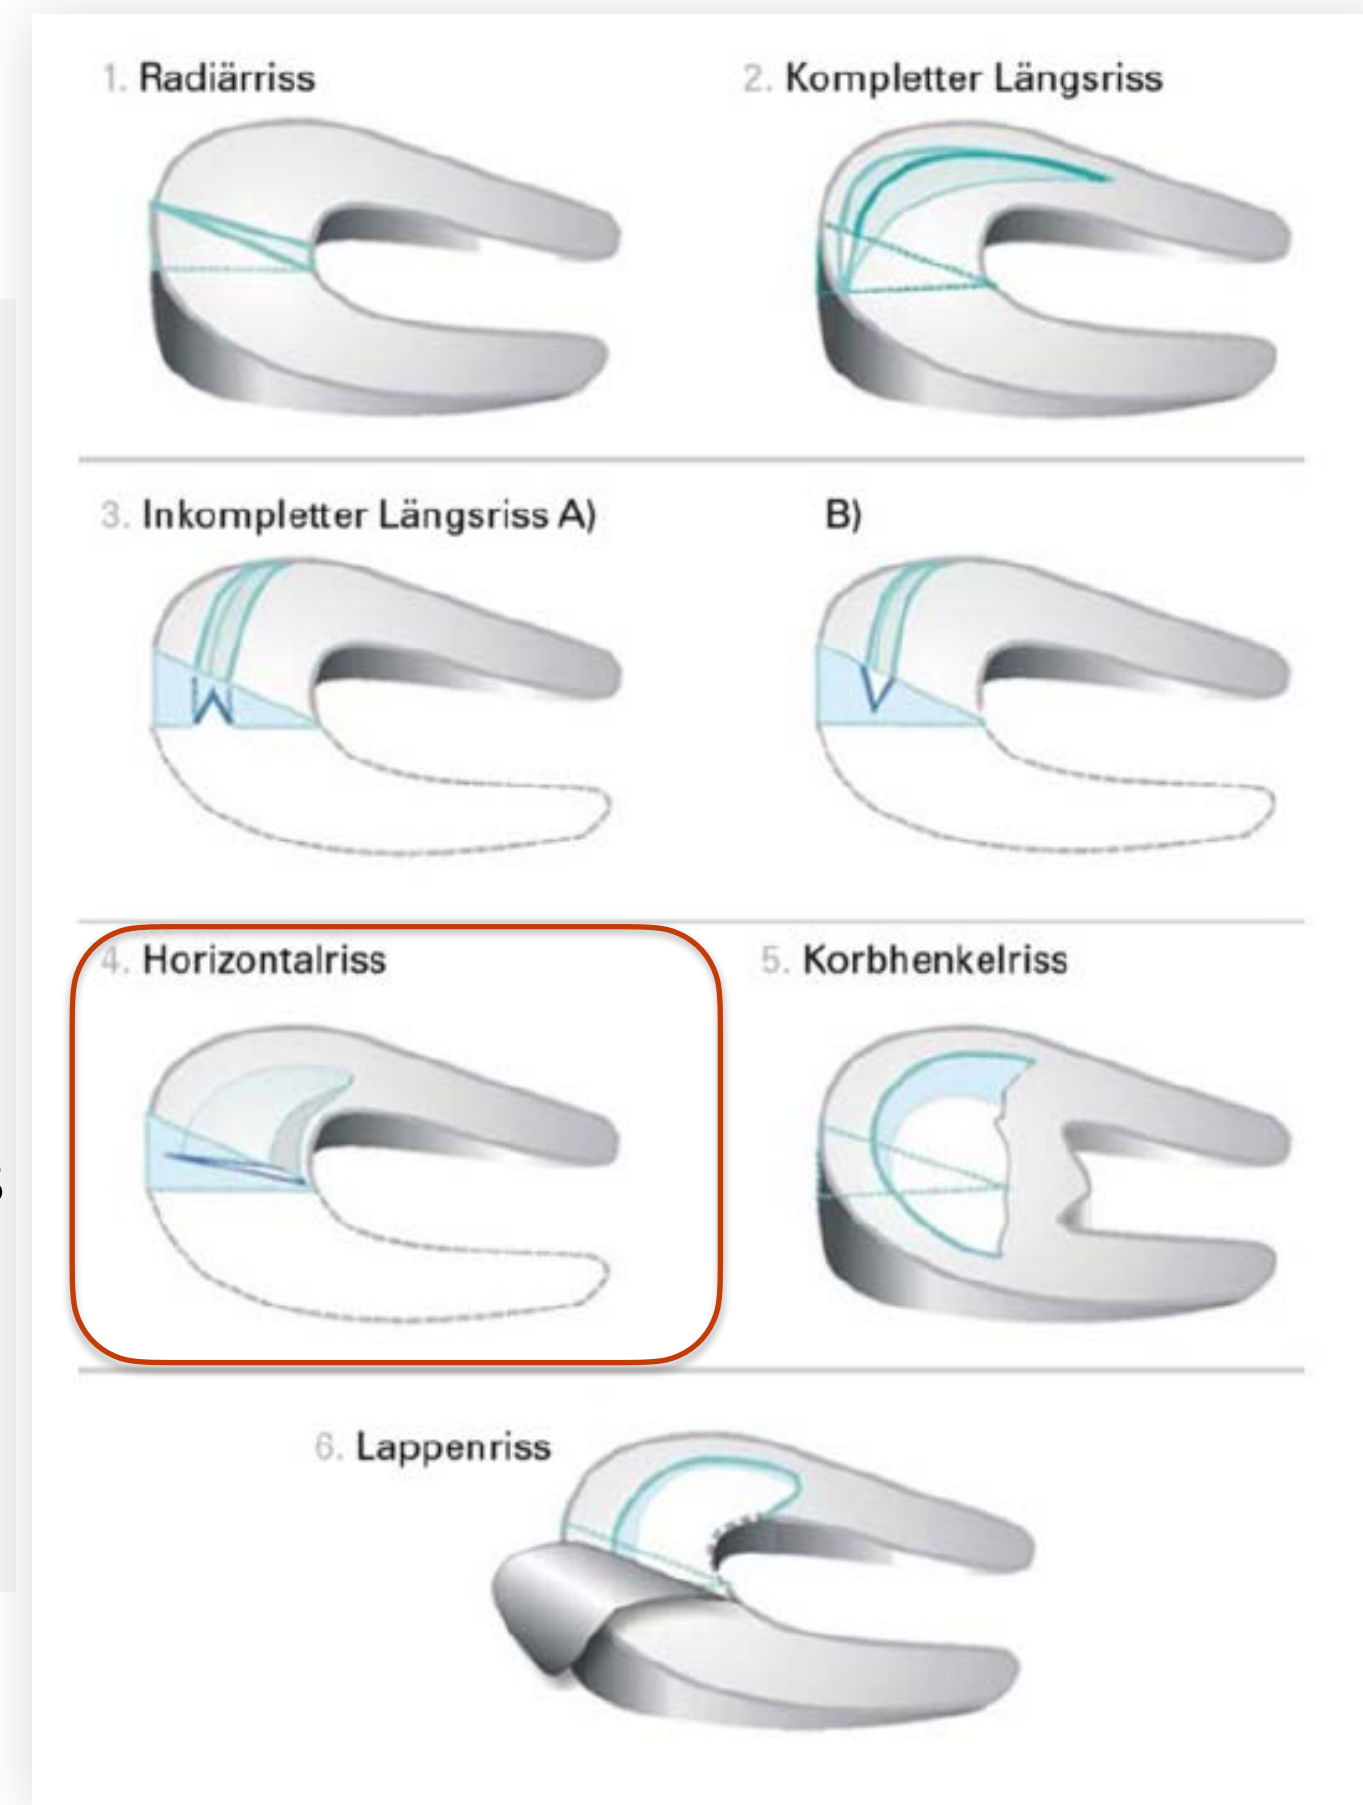 1. Radiärriss
2. Kompletter Längsriss
3. Inkompletter Längsriss A)
B)
4. Horizontalriss
5. Korbhenkelriss
6. Lappenriss